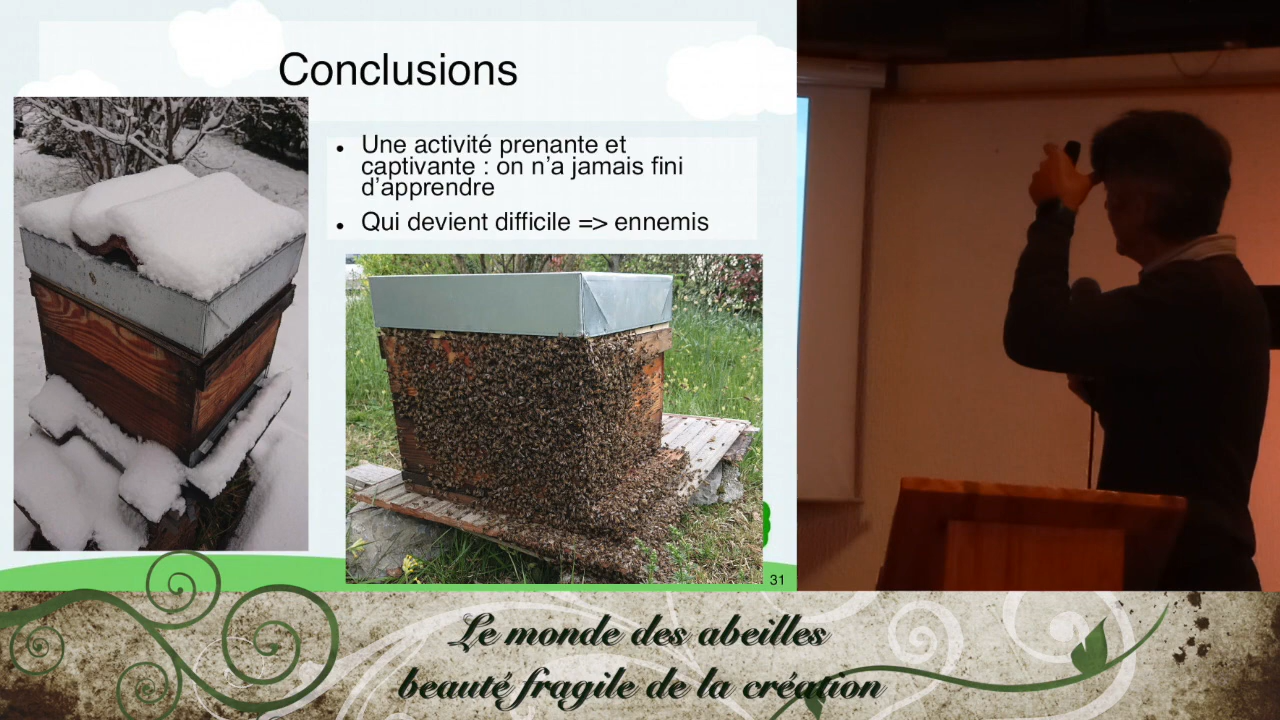 Conclusions
• Une activité prenante et
captivante : on n’a jamais fini
d’apprendre
• Qui devient difficile => ennemis
31
Le monde des abeilles
beauté fragile de la création